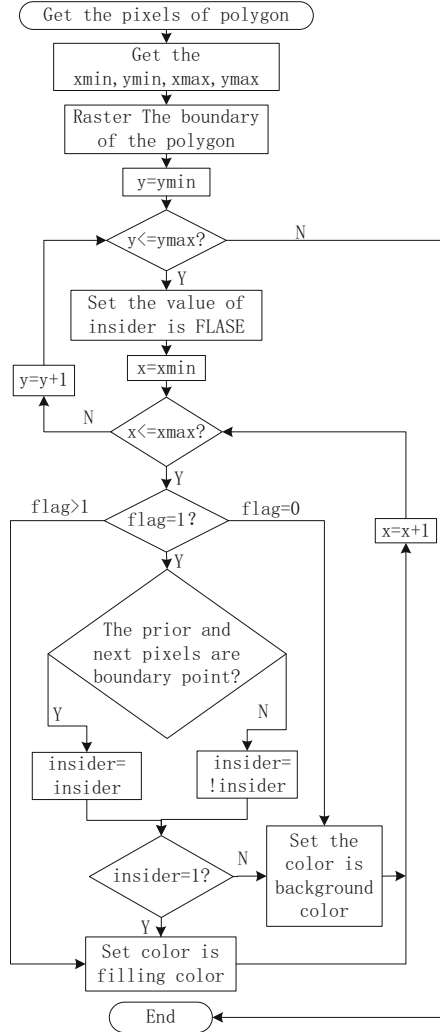 Get the pixels of polygon
Get the
xmin,ymin,xmax,ymax
Raster The boundary
of the polygon
y=ymin
y<=ymax?
N
Y
Set the value of
insider is FLASE
x=xmin
y=y+1
N
x<=xmax?
Y
flag>1
flag=1?
flag=0
x=x+1
Y
The prior and
next pixels are
boundary point?
Y
N
insider=
insider
insider=
!insider
insider=1?
N
Set the
color is
background
color
Y
Set color is
filling color
End